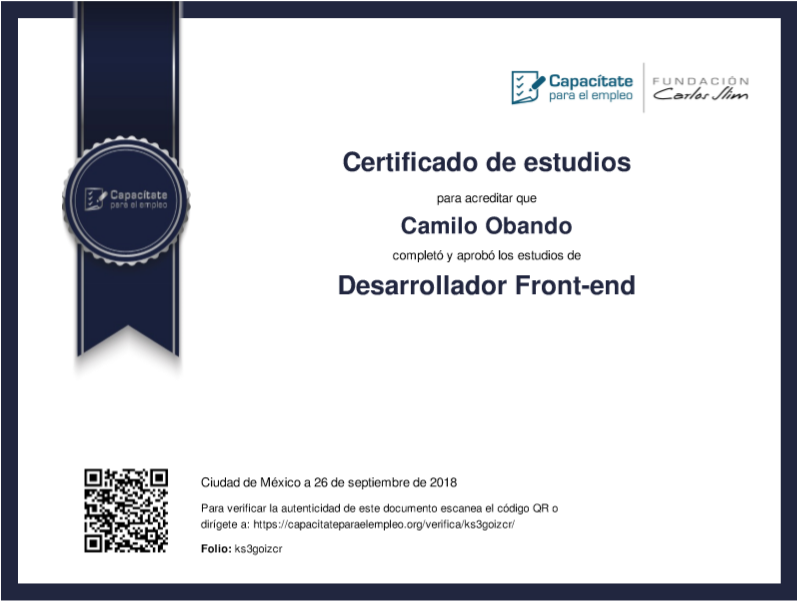 Capacítate
para el empleo
FUNDACIÓN
Carlos Slim
Certificado de estudios
para acreditar que
Camilo Obando
completó y aprobó los estudios de
Desarrollador Front-end
Capacítate
para el empleo
Ciudad de México a 26 de septiembre de 2018
Para verificar la autenticidad de este documento escanea el código QR o
dirígete a: https://capacitateparaelempleo.org/verifica/ks3goizcr/
Folio: ks3goizcr